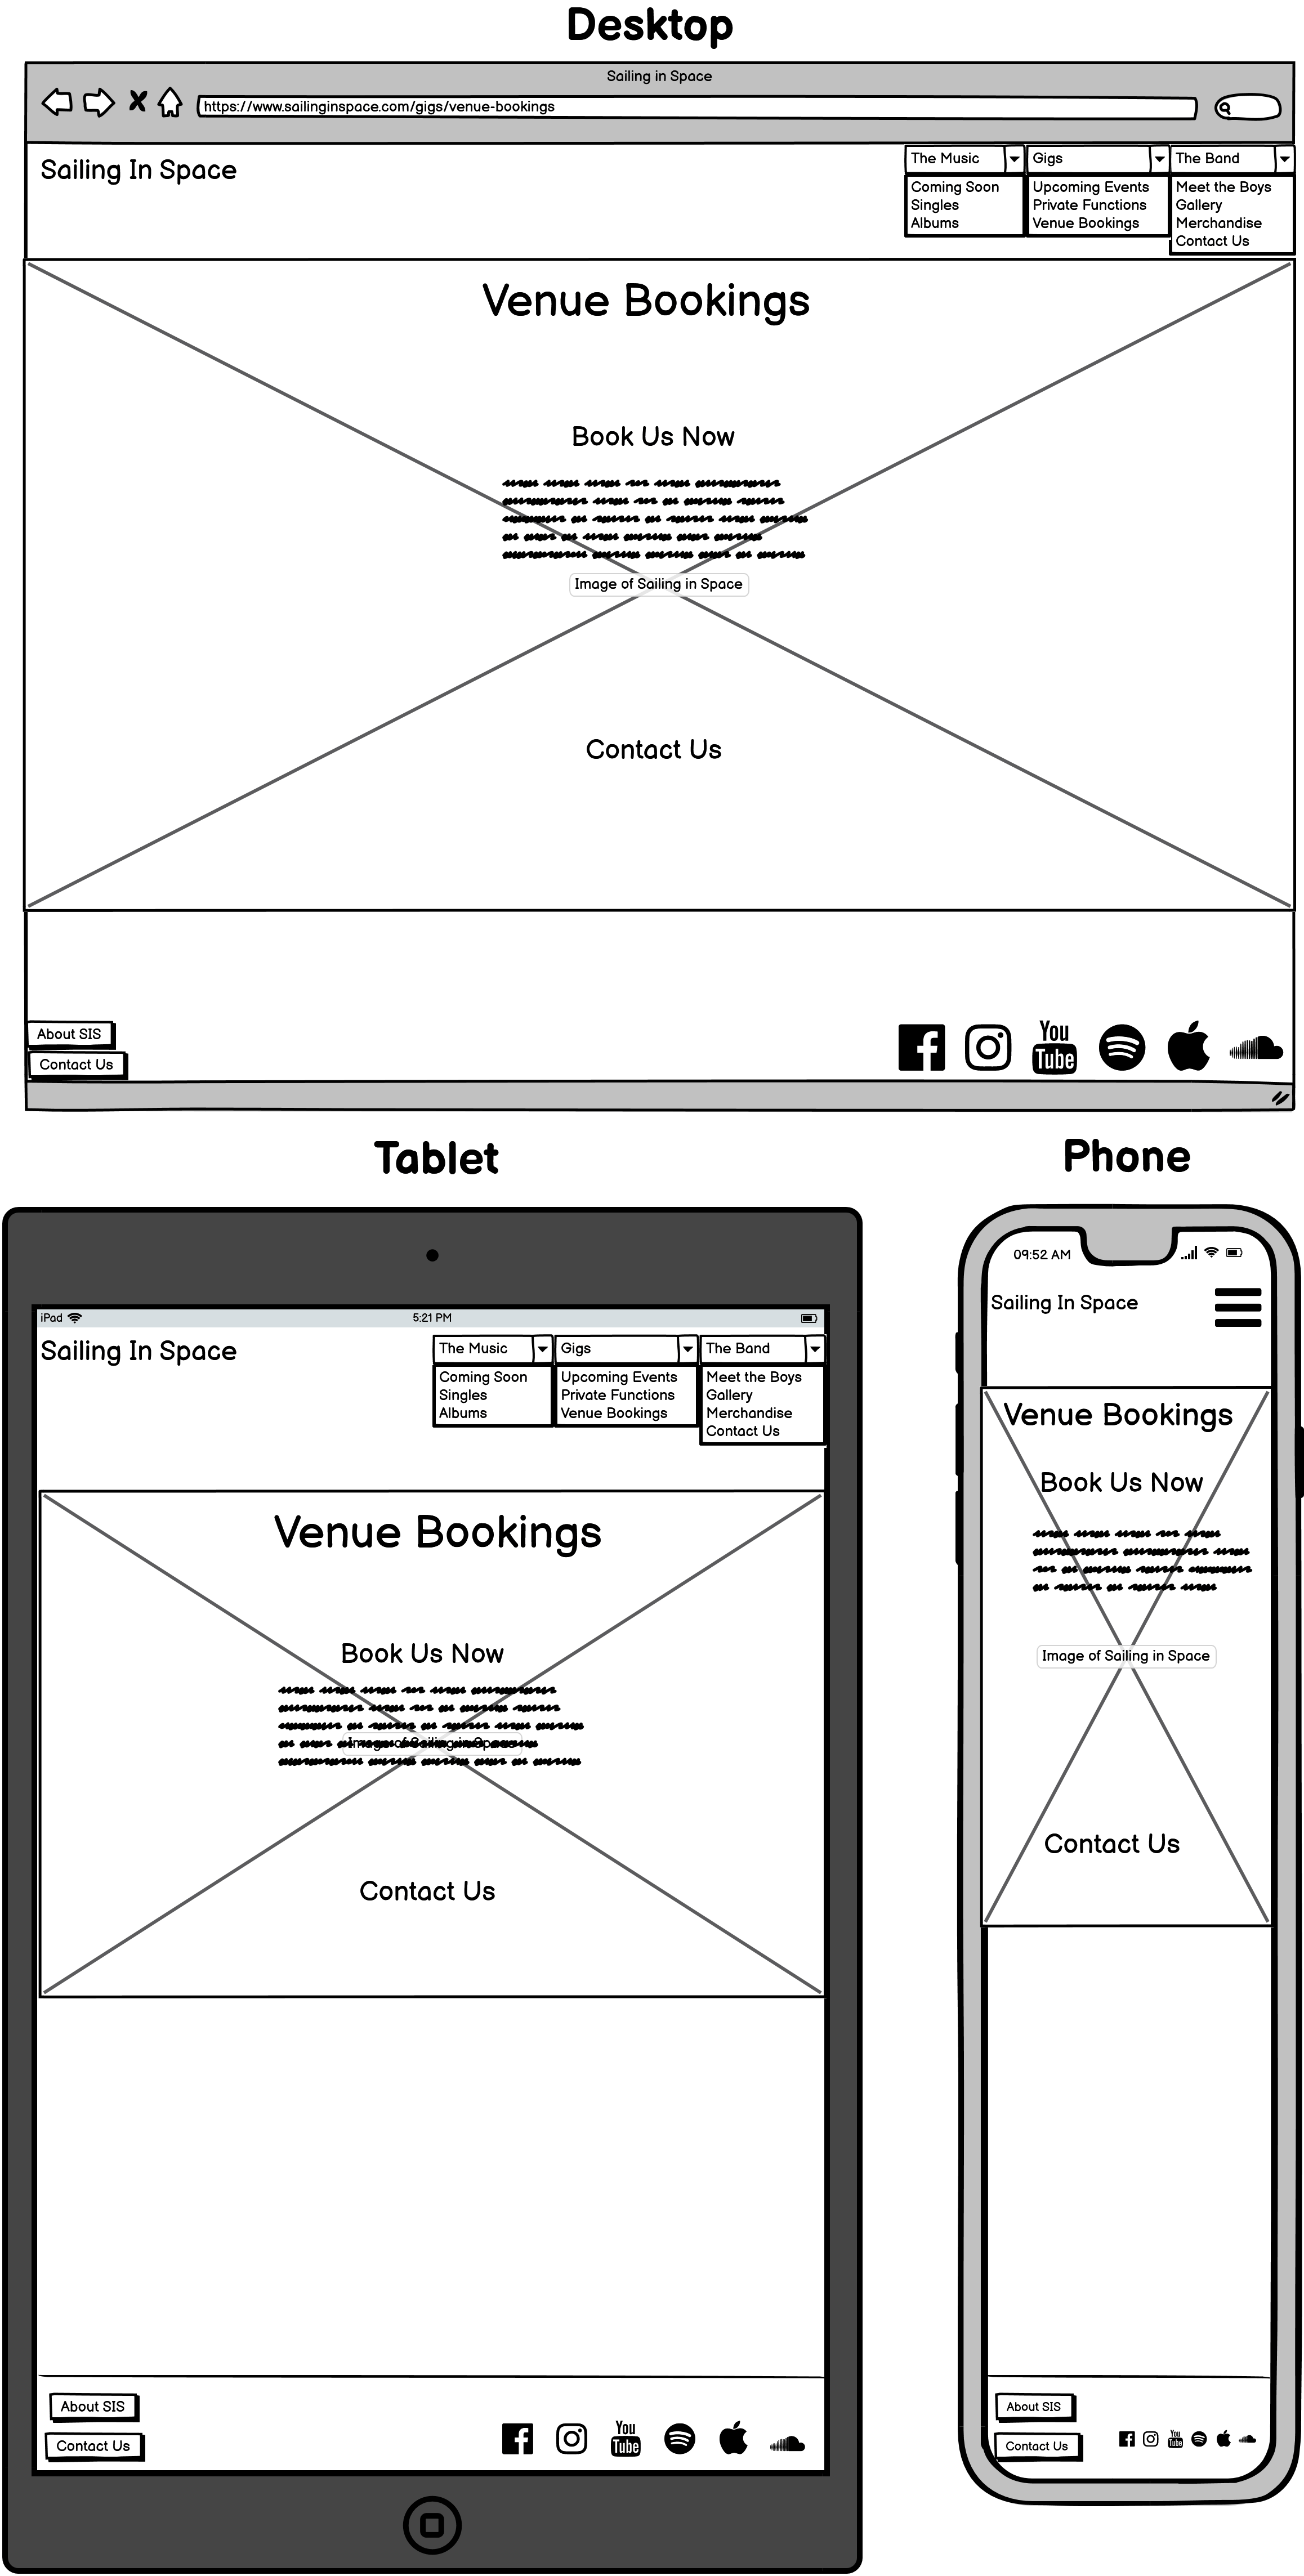 Desktop
Sailing in Space
https://www.sailinginspace.com/gigs/venue-bookings
Sailing In Space
The Music Gigs The Band
Coming Soon Upcoming Events Meet the Boys
Singles Private Functions Gallery
Albums Venue Bookings Merchandise
Contact Us
Venue Bookings
Book Us Now
Image of Sailing in Space
Contact Us
About SIS
Contact Us
You
Tube
Tablet
iPad 5:21 PM
Sailing In Space
The Music Gigs The Band
Coming Soon Upcoming Events Meet the Boys
Singles Private Functions Gallery
Albums Venue Bookings Merchandise
Contact Us
Venue Bookings
Book Us Now
Image of Sailing in Space
Contact Us
About SIS
Contact Us
You
Tube
Phone
09:52 AM
Sailing In Space
Venue Bookings
Book Us Now
Image of Sailing in Space
Contact Us
About SIS
Contact Us
You
Tube